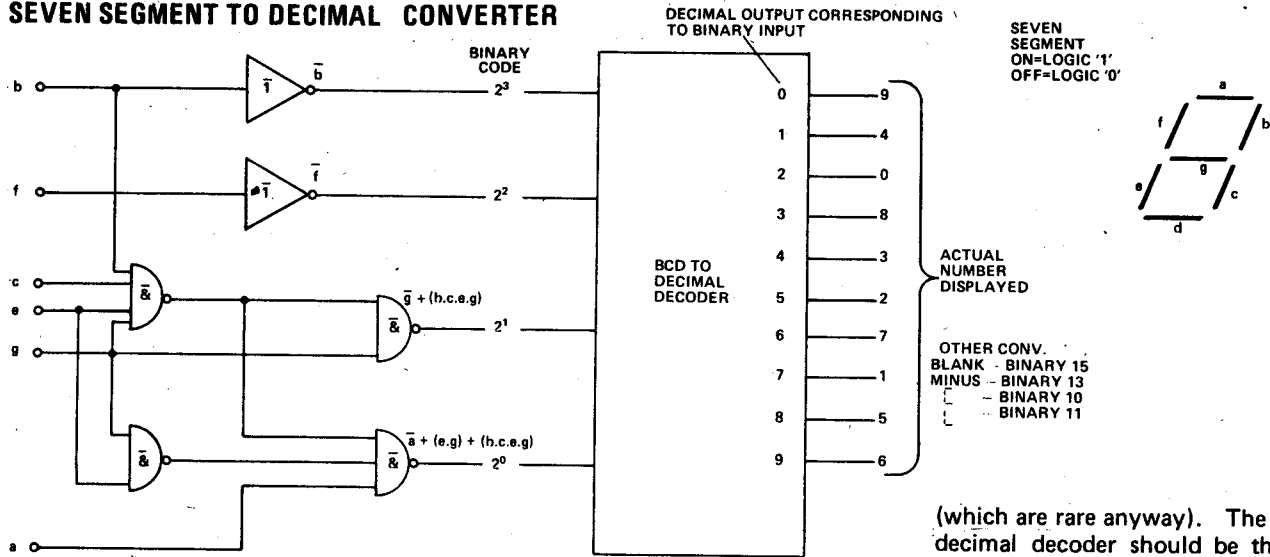 SEVEN SEGMENT TO DECIMAL CONVERTER
DECIMAL OUTPUT CORRESPONDING
TO BINARY INPUT
SEVEN
SEGMENT
ON=LOGIC '1'
OFF=LOGIC '0'
BINARY
CODE
b
1̅
b̅
2³
f
1̅
f̅
2²
c
e
g
&̅
&̅
g̅ + (b.c.e.g)
2¹
&̅
&̅
a̅ + (e.g) + (b.c.e.g)
2⁰
a
BCD TO
DECIMAL
DECODER
0 9
1 4
2 0
3 8
4 3
5 2
6 7
7 1
8 5
9 6
ACTUAL
NUMBER
DISPLAYED
OTHER CONV.
BLANK - BINARY 15
MINUS - BINARY 13
- BINARY 10
- BINARY 11
a
f
b
g
e
c
d
(which are rare anyway). The
decimal decoder should be th